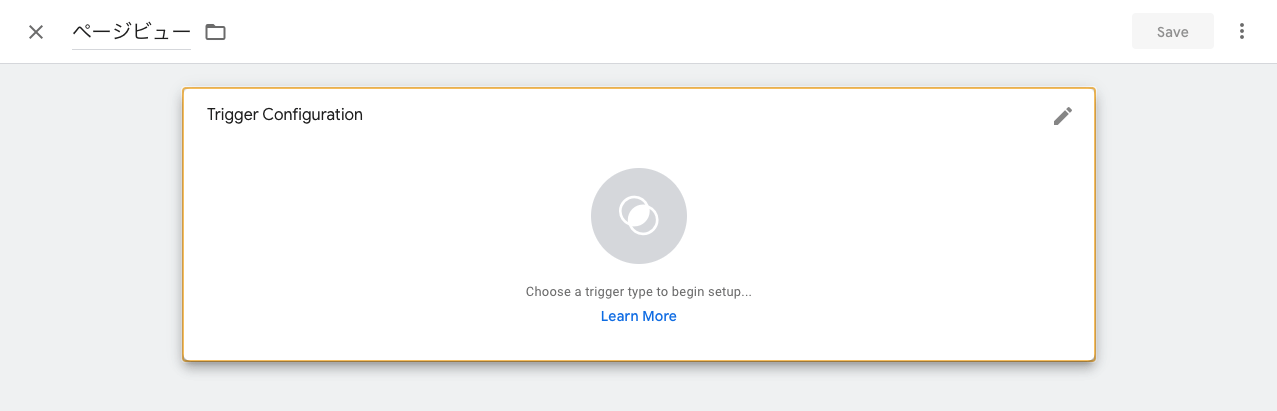 ページビュー
Save
Trigger Configuration
Choose a trigger type to begin setup...
Learn More